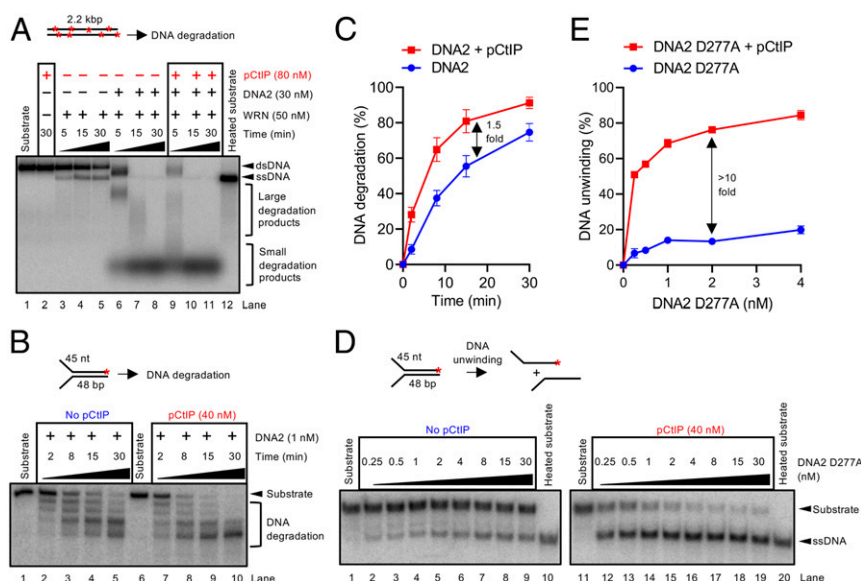 A
2.2 kbp
DNA degradation
Substrate
+ − − − − − − + + + pCtIP (80 nM)
− − − − + + + + + + DNA2 (30 nM)
− + + + + + + + + + WRN (50 nM)
30 5 15 30 5 15 30 5 15 30 Time (min)
Heated substrate
dsDNA
ssDNA
Large
degradation
products
Small
degradation
products
1 2 3 4 5 6 7 8 9 10 11 12 Lane
B
45 nt
48 bp
DNA degradation
No pCtIP
pCtIP (40 nM)
Substrate
+ + + + + + + + DNA2 (1 nM)
2 8 15 30 2 8 15 30 Time (min)
Substrate
Substrate
DNA
degradation
1 2 3 4 5 6 7 8 9 10 Lane
C
DNA2 + pCtIP
DNA2
DNA degradation (%)
100
80
60
40
20
0
1.5
fold
0 10 20 30
Time (min)
E
DNA2 D277A + pCtIP
DNA2 D277A
DNA unwinding (%)
100
80
60
40
20
0
>10
fold
0 1 2 3 4
DNA2 D277A (nM)
D
45 nt
48 bp
DNA
unwinding
+
No pCtIP
Substrate
0.25 0.5 1 2 4 8 15 30
Heated substrate
1 2 3 4 5 6 7 8 9 10
pCtIP (40 nM)
Substrate
0.25 0.5 1 2 4 8 15 30
Heated substrate
DNA2 D277A
(nM)
Substrate
ssDNA
11 12 13 14 15 16 17 18 19 20 Lane